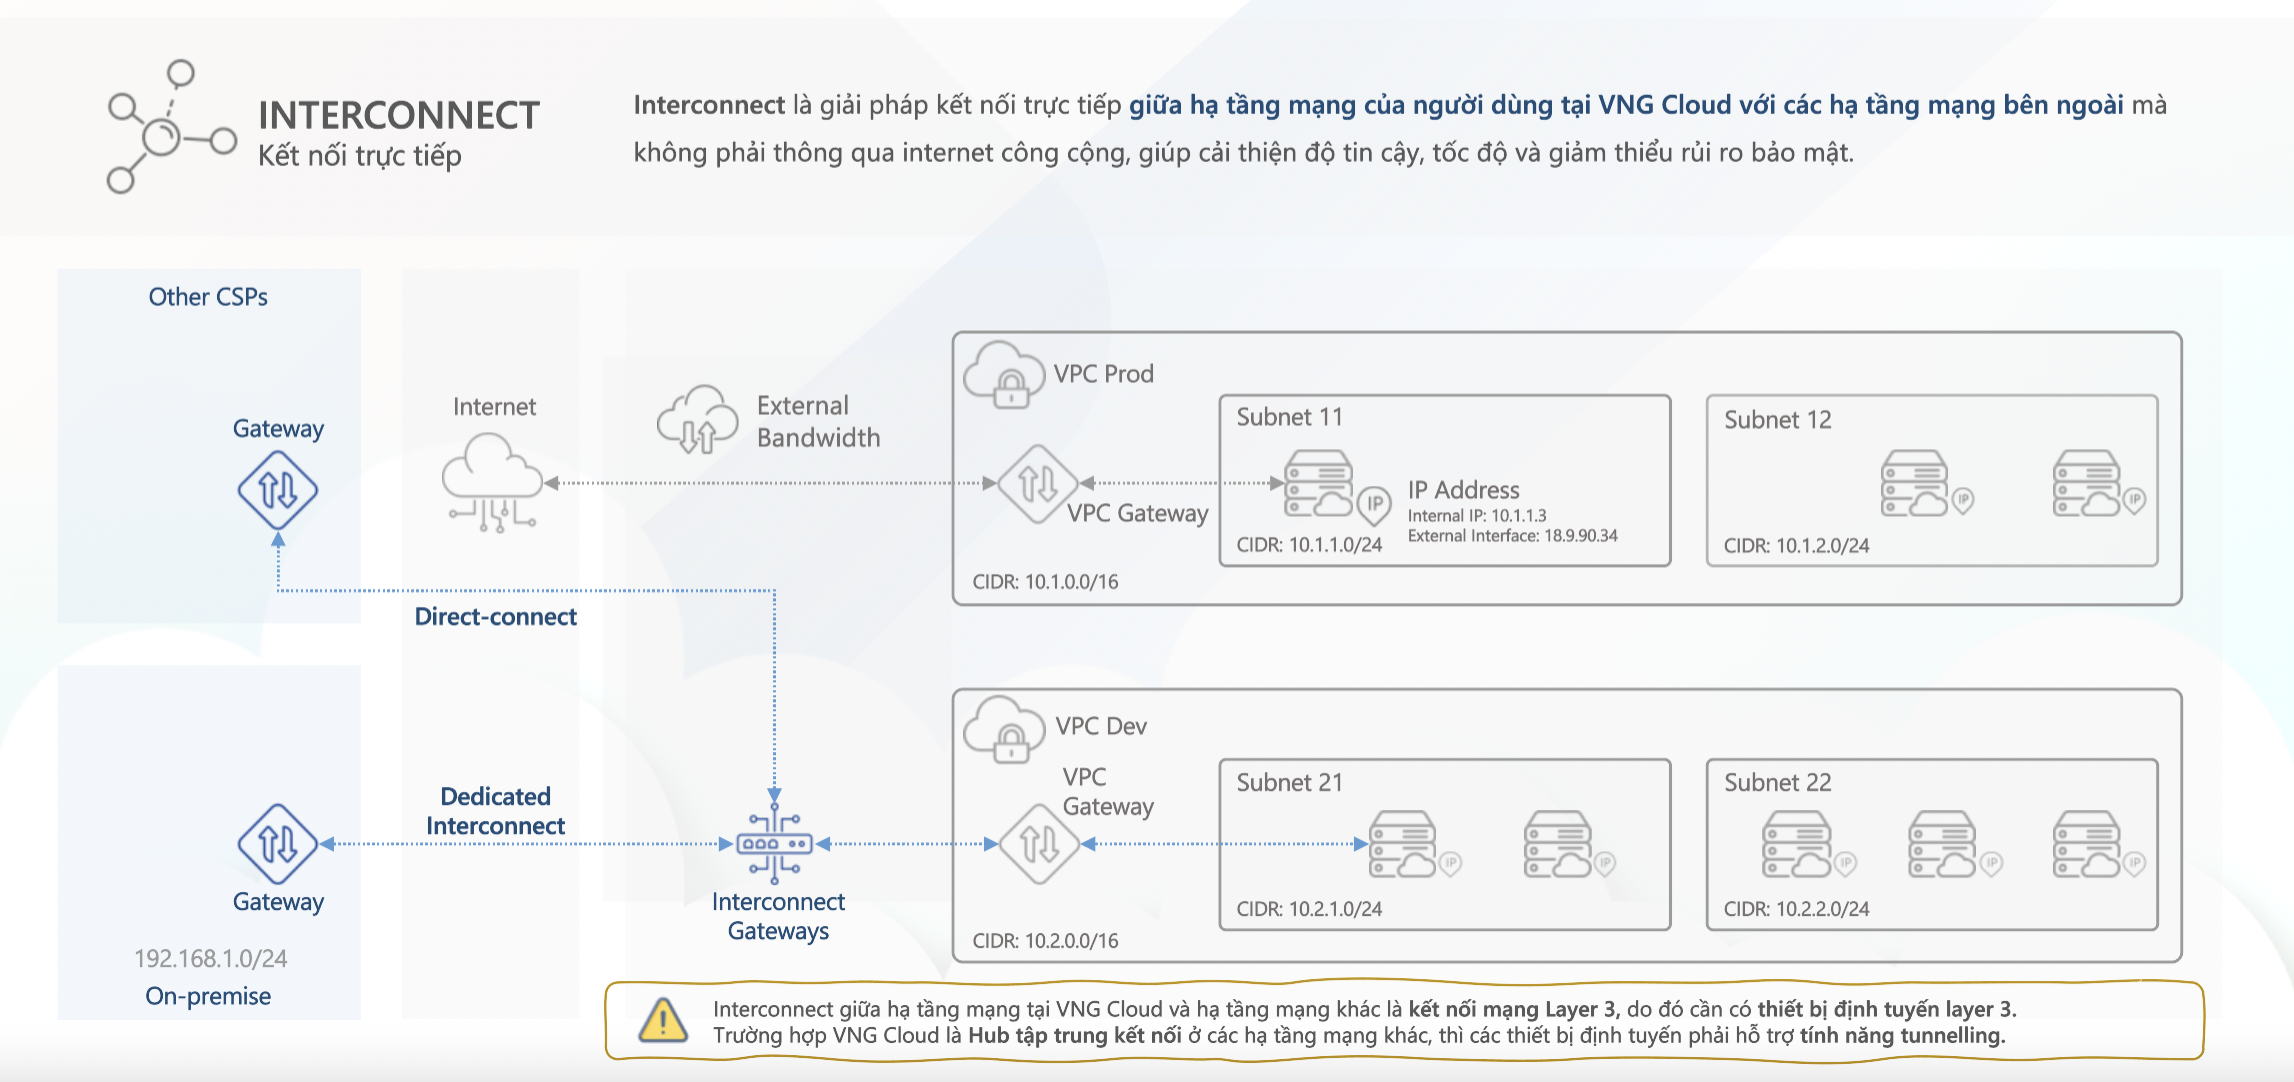 INTERCONNECT
Kết nối trực tiếp
Interconnect là giải pháp kết nối trực tiếp giữa hạ tầng mạng của người dùng tại VNG Cloud với các hạ tầng mạng bên ngoài mà
không phải thông qua internet công cộng, giúp cải thiện độ tin cậy, tốc độ và giảm thiểu rủi ro bảo mật.
Other CSPs
Gateway
Internet
External
Bandwidth
VPC Prod
VPC Gateway
CIDR: 10.1.0.0/16
Subnet 11
IP
IP Address
Internal IP: 10.1.1.3
External Interface: 18.9.90.34
CIDR: 10.1.1.0/24
Subnet 12
IP
IP
CIDR: 10.1.2.0/24
Direct-connect
Dedicated
Interconnect
Gateway
192.168.1.0/24
On-premise
Interconnect
Gateways
VPC Dev
VPC
Gateway
CIDR: 10.2.0.0/16
Subnet 21
IP
IP
CIDR: 10.2.1.0/24
Subnet 22
IP
IP
IP
CIDR: 10.2.2.0/24
Interconnect giữa hạ tầng mạng tại VNG Cloud và hạ tầng mạng khác là kết nối mạng Layer 3, do đó cần có thiết bị định tuyến layer 3.
Trường hợp VNG Cloud là Hub tập trung kết nối ở các hạ tầng mạng khác, thì các thiết bị định tuyến phải hỗ trợ tính năng tunnelling.